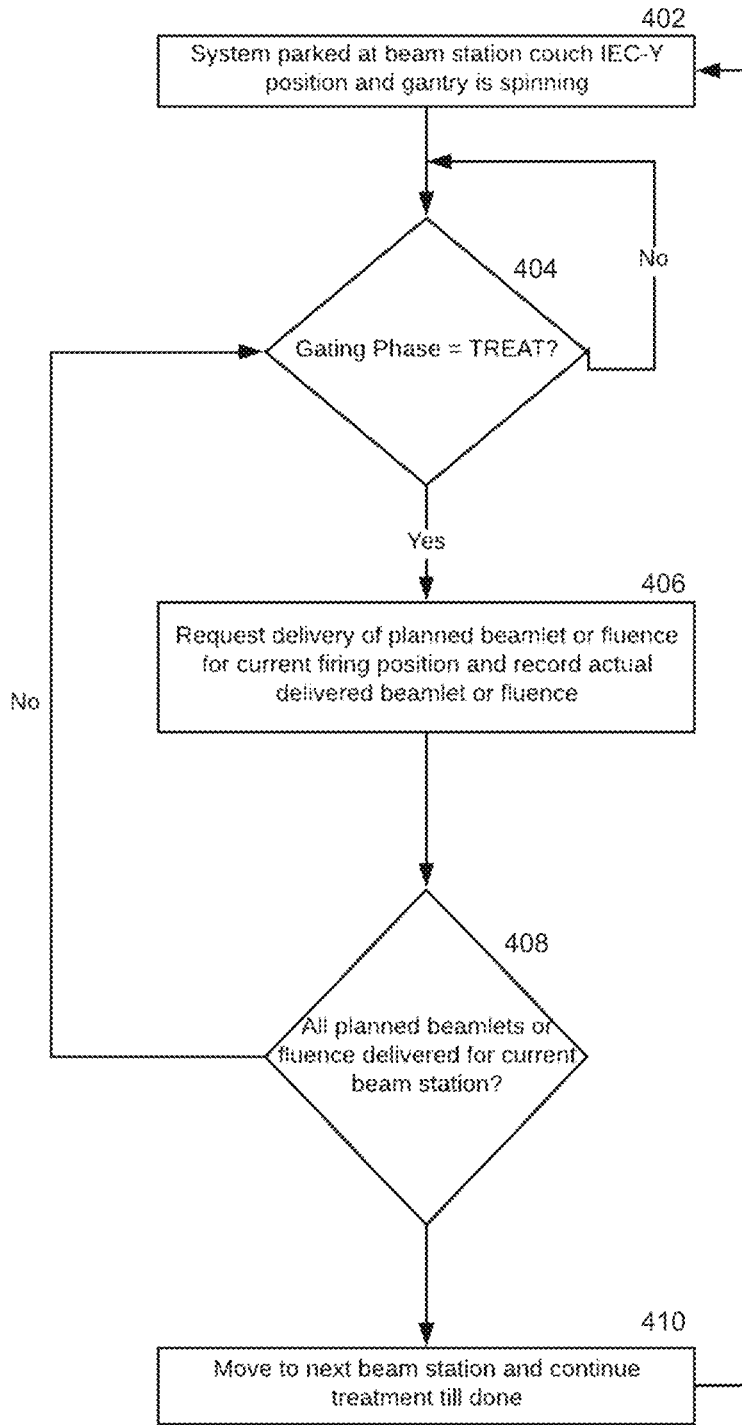 402
System parked at beam station couch IEC-Y
position and gantry is spinning
404
No
Gating Phase = TREAT?
Yes
406
Request delivery of planned beamlet or fluence
for current firing position and record actual
delivered beamlet or fluence
No
408
All planned beamlets or
fluence delivered for current
beam station?
410
Move to next beam station and continue
treatment till done